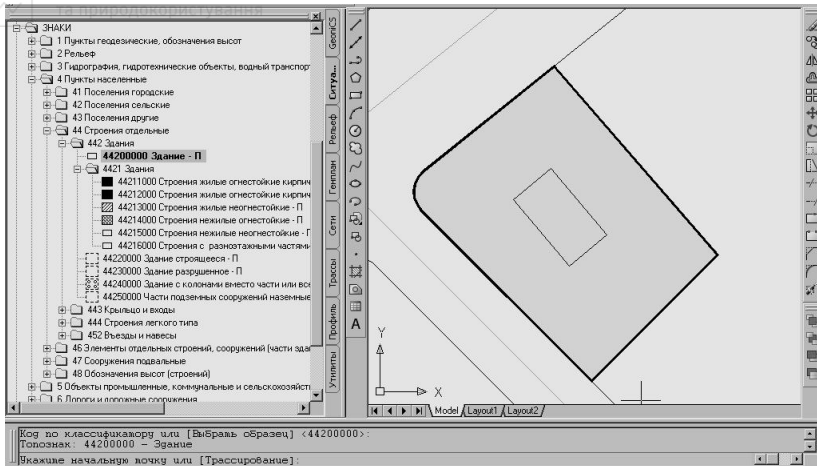 та природокористування
ЗНАКИ
1 Пункты геодезические, обозначения высот
2 Рельеф
3 Гидрография, гидротехнические объекты, водный транспорт
4 Пункты населенные
41 Поселения городские
42 Поселения сельские
43 Поселения другие
44 Строения отдельные
442 Здания
44200000 Здание - П
4421 Здания
44211000 Строения жилые огнестойкие кирпич
44212000 Строения жилые огнестойкие кирпич
44213000 Строения жилые неогнестойкие - П
44214000 Строения нежилые огнестойкие - П
44215000 Строения нежилые неогнестойкие - Г
44216000 Строения с разноэтажными частями
44220000 Здание строящееся - П
44230000 Здание разрушенное - П
44240000 Здание с колонами вместо части или все
44250000 Части подземных сооружений наземные
443 Крыльцо и входы
444 Строения легкого типа
452 Въезды и навесы
46 Элементы отдельных строений, сооружений (части зда
47 Сооружения подвальные
48 Обозначения высот (строений)
5 Объекты промышленные, коммунальные и сельскохозяйст
6 Дороги и дорожные сооружения
GeoniCS
Ситуа...
Рельеф
Генплан
Сети
Трассы
Профиль
Утилиты
A
Y
X
Model
Layout1
Layout2
Код по классификатору или [Выбрать образец] <44200000>:
Топознак: 44200000 - Здание
Укажите начальную точку или [Трассирование]: